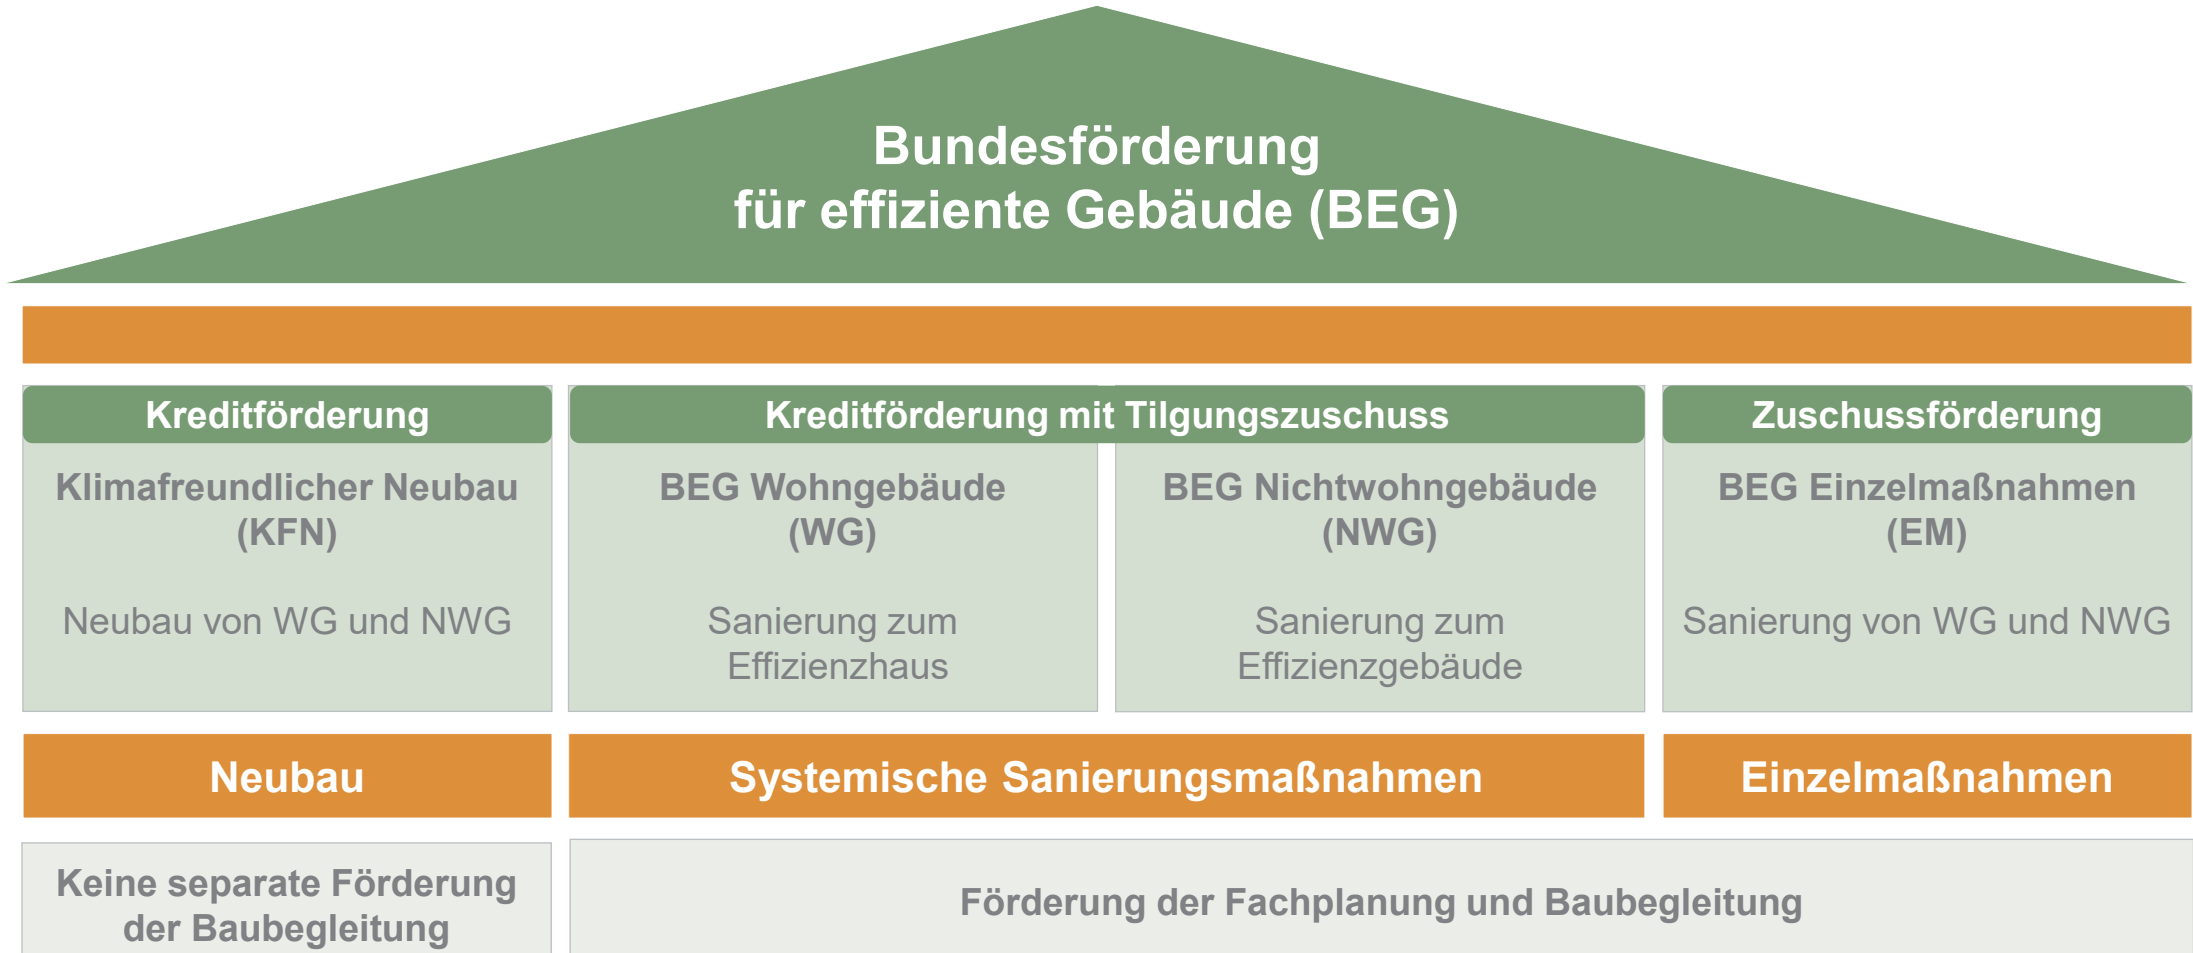 Bundesförderung
für effiziente Gebäude (BEG)
Kreditförderung
Klimafreundlicher Neubau
(KFN)
Neubau von WG und NWG
Kreditförderung mit Tilgungszuschuss
BEG Wohngebäude
(WG)
Sanierung zum
Effizienzhaus
BEG Nichtwohngebäude
(NWG)
Sanierung zum
Effizienzgebäude
Zuschussförderung
BEG Einzelmaßnahmen
(EM)
Sanierung von WG und NWG
Neubau
Systemische Sanierungsmaßnahmen
Einzelmaßnahmen
Keine separate Förderung
der Baubegleitung
Förderung der Fachplanung und Baubegleitung